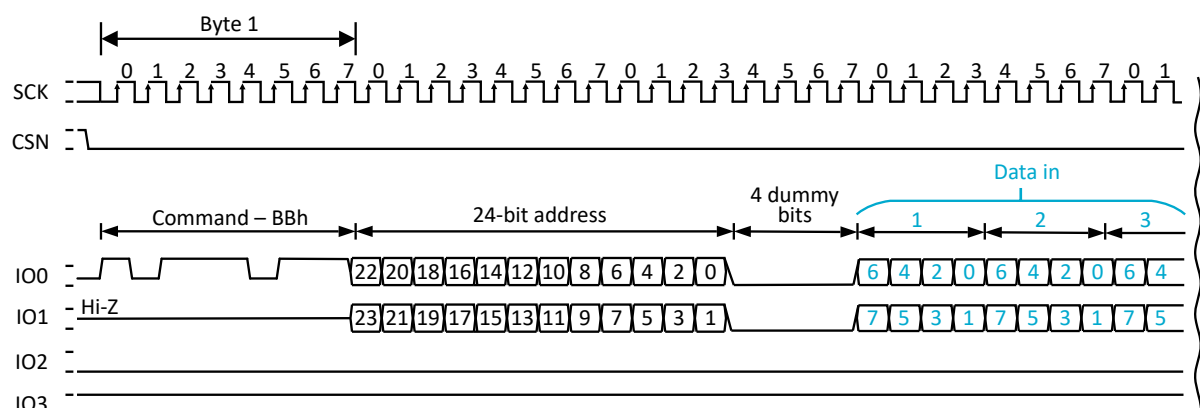 Byte 1
0 1 2 3 4 5 6 7 0 1 2 3 4 5 6 7 0 1 2 3 4 5 6 7 0 1 2 3 4 5 6 7 0 1
SCK
CSN
Data in
4 dummy
bits
Command – BBh
24-bit address
1 2 3
IO0 22 20 18 16 14 12 10 8 6 4 2 0 6 4 2 0 6 4 2 0 6 4
Hi-Z
IO1 23 21 19 17 15 13 11 9 7 5 3 1 7 5 3 1 7 5 3 1 7 5
IO2
IO3